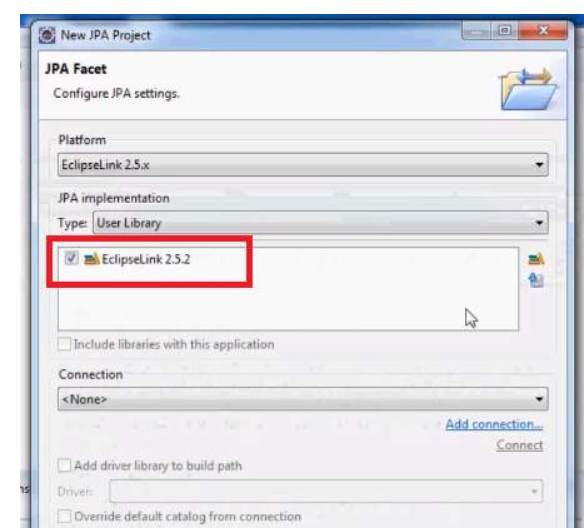 New JPA Project
JPA Facet
Configure JPA settings.
Platform
EclipseLink 2.5.x
JPA implementation
Type: User Library
EclipseLink 2.5.2
Include libraries with this application
Connection
<None>
Add connection...
Connect
Add driver library to build path
Driver:
Override default catalog from connection